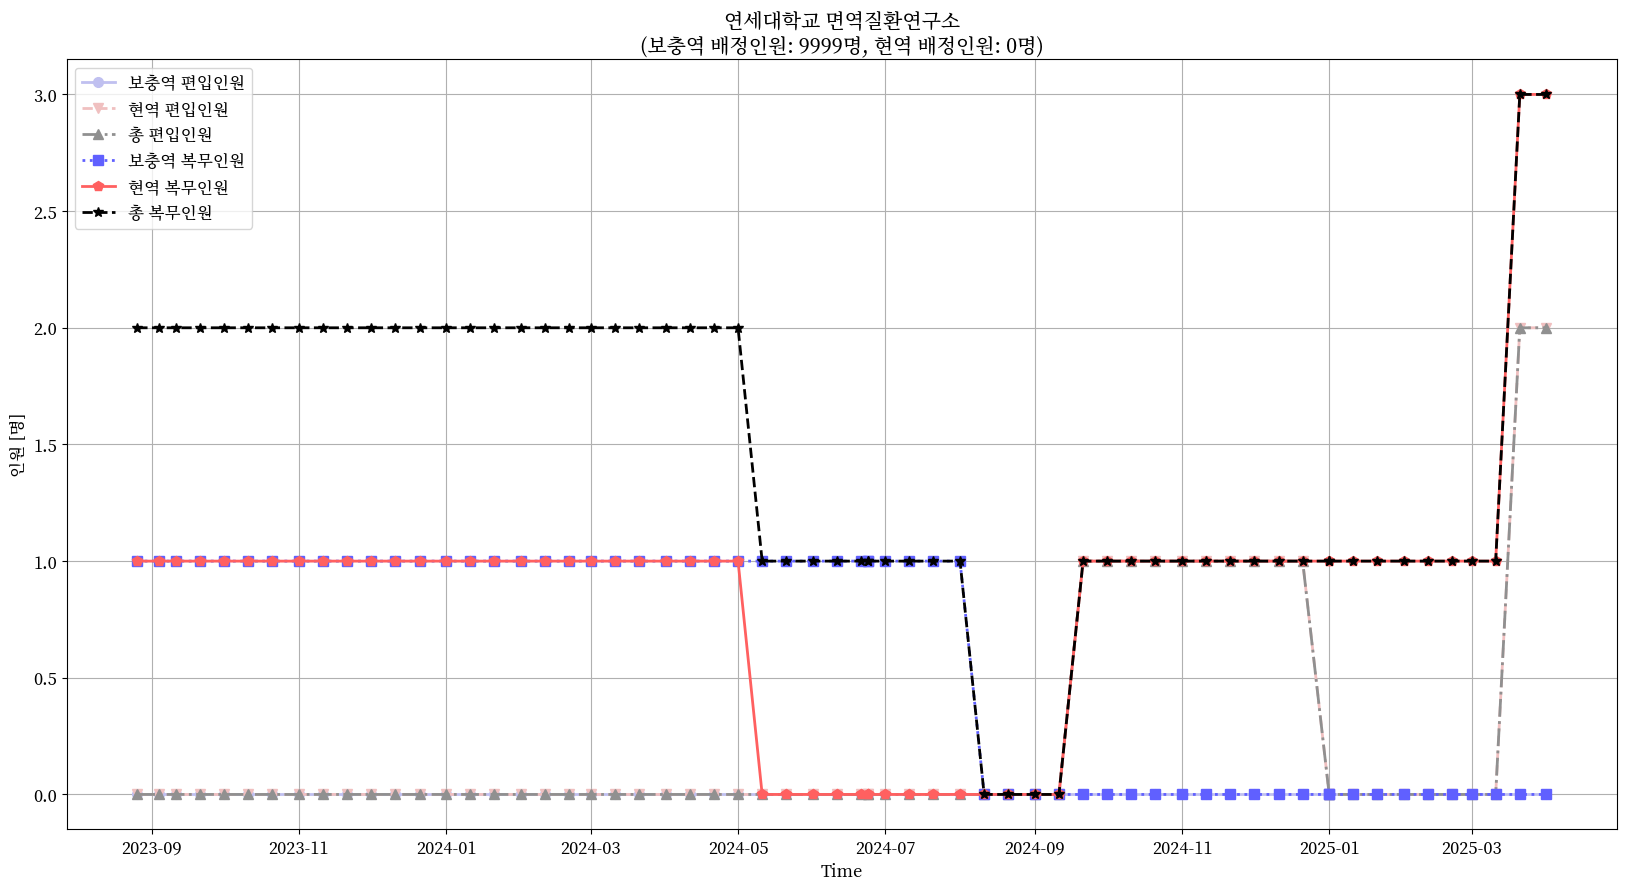 연세대학교 면역질환연구소
(보충역 배정인원: 9999명, 현역 배정인원: 0명)
보충역 편입인원
현역 편입인원
총 편입인원
보충역 복무인원
현역 복무인원
총 복무인원
3.0
2.5
2.0
1.5
1.0
0.5
0.0
인원 [명]
2023-09 2023-11 2024-01 2024-03 2024-05 2024-07 2024-09 2024-11 2025-01 2025-03
Time